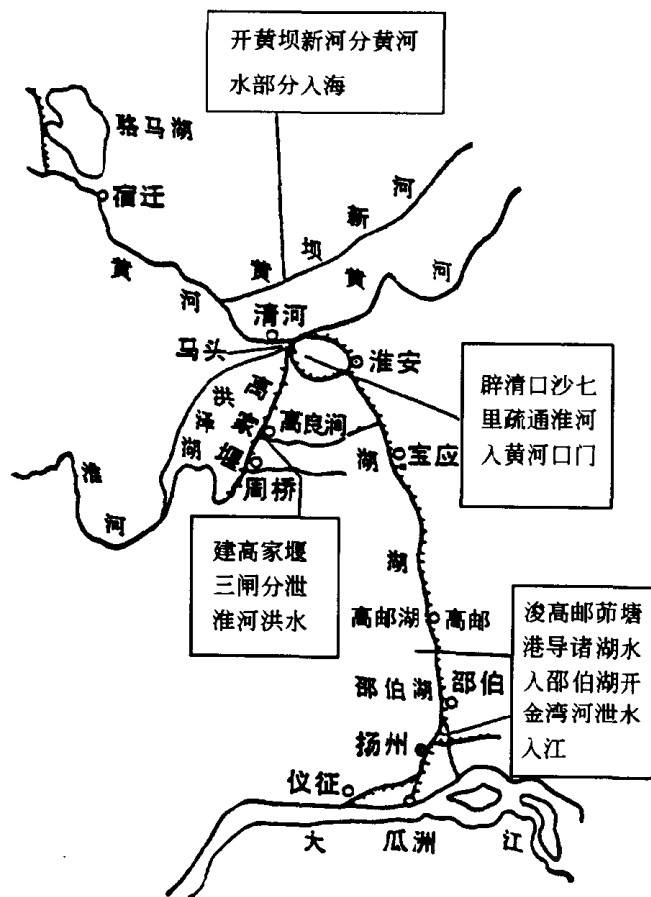 开黄坝新河分黄河
水部分入海
骆马湖
宿迁
黄河
黄坝新河
黄河
清河
马头
淮安
辟清口沙七
里疏通淮河
入黄河口门
洪泽湖
高家堰
高良涧
周桥
淮河
湖
宝应
建高家堰
三闸分泄
淮河洪水
湖
高邮湖
高邮
浚高邮茆塘
港导诸湖水
入邵伯湖开
金湾河泄水
入江
邵伯湖
邵伯
扬州
仪征
大江
瓜洲